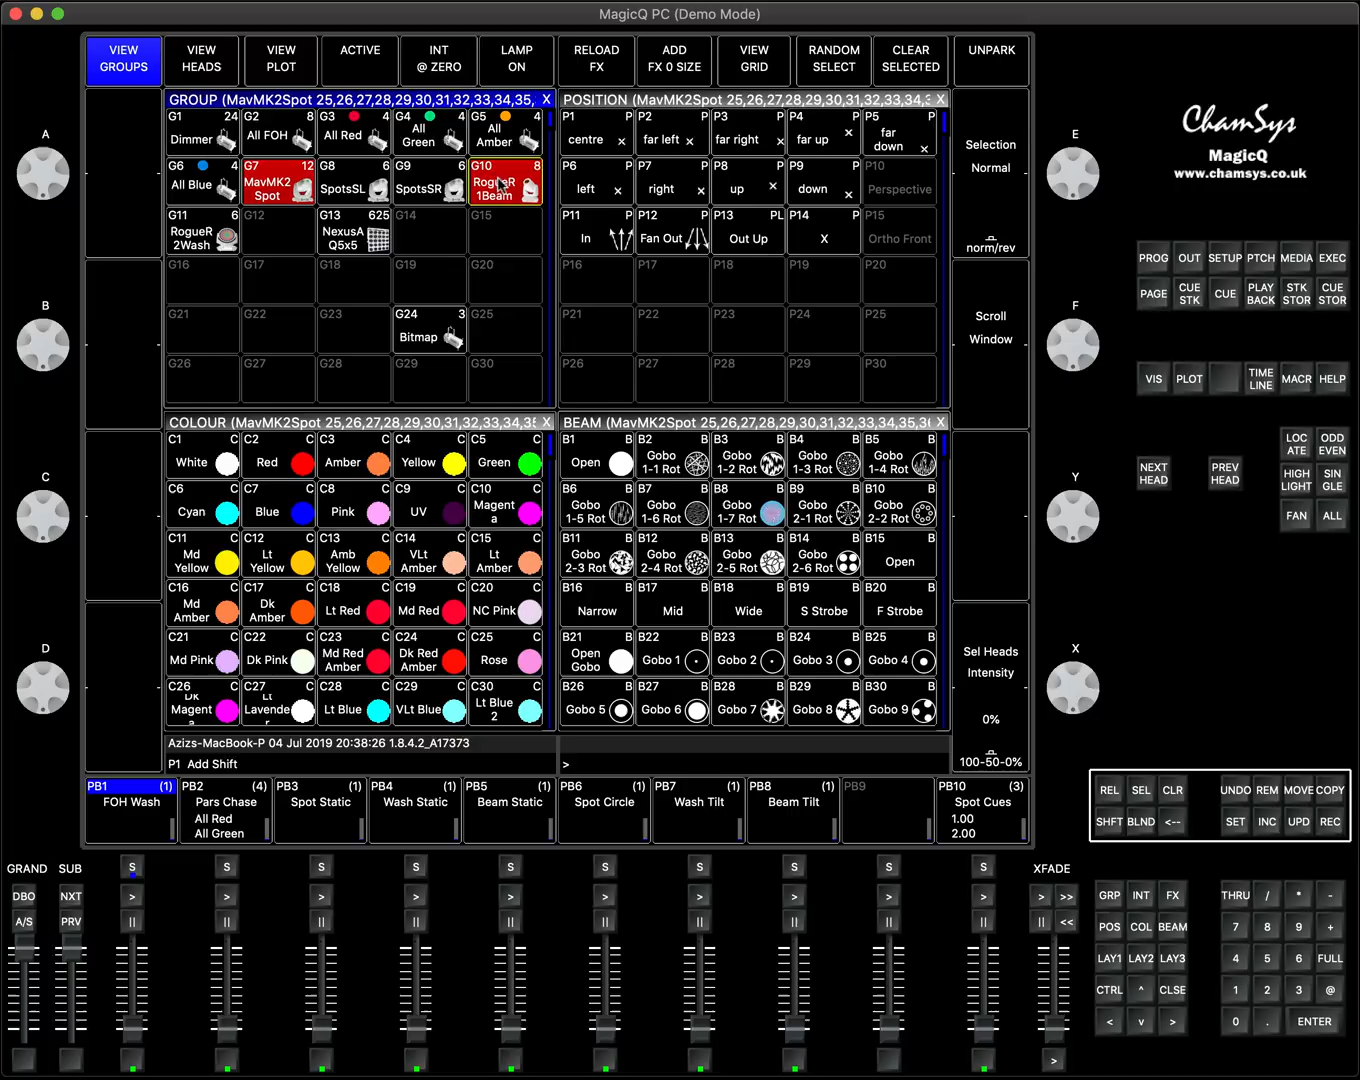 MagicQ PC (Demo Mode)
VIEW GROUPS
VIEW HEADS
VIEW PLOT
ACTIVE
INT @ ZERO
LAMP ON
RELOAD FX
ADD FX 0 SIZE
VIEW GRID
RANDOM SELECT
CLEAR SELECTED
UNPARK
GROUP (MavMK2Spot 25,26,27,28,29,30,31,32,33,34,35, X
G1 24 Dimmer
G2 8 All FOH
G3 4 All Red
G4 4 All Green
G5 4 All Amber
G6 4 All Blue
G7 12 MavMK2 Spot
G8 6 SpotsSL
G9 6 SpotsSR
G10 8 RogueR 1Beam
G11 6 RogueR 2Wash
G12
G13 625 NexusA Q5x5
G14
G15
G16
G17
G18
G19
G20
G21
G22
G23
G24 3 Bitmap
G25
G26
G27
G28
G29
G30
POSITION (MavMK2Spot 25,26,27,28,29,30,31,32,33,34, X
P1 P centre
P2 P far left
P3 P far right
P4 P far up
P5 P far down
P6 P left
P7 P right
P8 P up
P9 P down
P10 Perspective
P11 P In
P12 P Fan Out
P13 PL Out Up
P14 P X
P15 Ortho Front
P16
P17
P18
P19
P20
P21
P22
P23
P24
P25
P26
P27
P28
P29
P30
COLOUR (MavMK2Spot 25,26,27,28,29,30,31,32,33,34,35 X
C1 C White
C2 C Red
C3 C Amber
C4 C Yellow
C5 C Green
C6 C Cyan
C7 C Blue
C8 C Pink
C9 C UV
C10 C Magent a
C11 C Md Yellow
C12 C Lt Yellow
C13 C Amb Yellow
C14 C VLt Amber
C15 C Lt Amber
C16 C Md Amber
C17 C Dk Amber
C18 C Lt Red
C19 C Md Red
C20 C NC Pink
C21 C Md Pink
C22 C Dk Pink
C23 C Md Red Amber
C24 C Dk Red Amber
C25 C Rose
C26 C Dk Magent a
C27 C Lt Lavende r
C28 C Lt Blue
C29 C VLt Blue
C30 C Lt Blue 2
BEAM (MavMK2Spot 25,26,27,28,29,30,31,32,33,34,35,36 X
B1 B Open
B2 B Gobo 1-1 Rot
B3 B Gobo 1-2 Rot
B4 B Gobo 1-3 Rot
B5 B Gobo 1-4 Rot
B6 B Gobo 1-5 Rot
B7 B Gobo 1-6 Rot
B8 B Gobo 1-7 Rot
B9 B Gobo 2-1 Rot
B10 B Gobo 2-2 Rot
B11 B Gobo 2-3 Rot
B12 B Gobo 2-4 Rot
B13 B Gobo 2-5 Rot
B14 B Gobo 2-6 Rot
B15 B Open
B16 B Narrow
B17 B Mid
B18 B Wide
B19 B S Strobe
B20 B F Strobe
B21 B Open Gobo
B22 B Gobo 1
B23 B Gobo 2
B24 B Gobo 3
B25 B Gobo 4
B26 B Gobo 5
B27 B Gobo 6
B28 B Gobo 7
B29 B Gobo 8
B30 B Gobo 9
Selection
Normal
norm/rev
Scroll
Window
Sel Heads
Intensity
0%
100-50-0%
Azizs-MacBook-P 04 Jul 2019 20:38:26 1.8.4.2_A17373
P1 Add Shift
>
PB1 (1) FOH Wash
PB2 (4) Pars Chase All Red All Green
PB3 (1) Spot Static
PB4 (1) Wash Static
PB5 (1) Beam Static
PB6 (1) Spot Circle
PB7 (1) Wash Tilt
PB8 (1) Beam Tilt
PB9
PB10 (3) Spot Cues 1.00 2.00
A
B
C
D
E
F
Y
X
ChamSys
MagicQ
www.chamsys.co.uk
PROG OUT SETUP PTCH MEDIA EXEC
PAGE CUE STK CUE PLAY BACK STK STOR CUE STOR
VIS PLOT TIME LINE MACR HELP
LOC ATE ODD EVEN
NEXT HEAD PREV HEAD HIGH LIGHT SIN GLE
FAN ALL
REL SEL CLR UNDO REM MOVE COPY
SHFT BLND <-- SET INC UPD REC
GRAND SUB S S S S S S S S S S XFADE
DBO NXT > > > > > > > > > > > >>
A/S PRV || || || || || || || || || || || <<
>
GRP INT FX THRU / * -
POS COL BEAM 7 8 9 +
LAY1 LAY2 LAY3 4 5 6 FULL
CTRL ^ CLSE 1 2 3 @
< v > 0 . ENTER